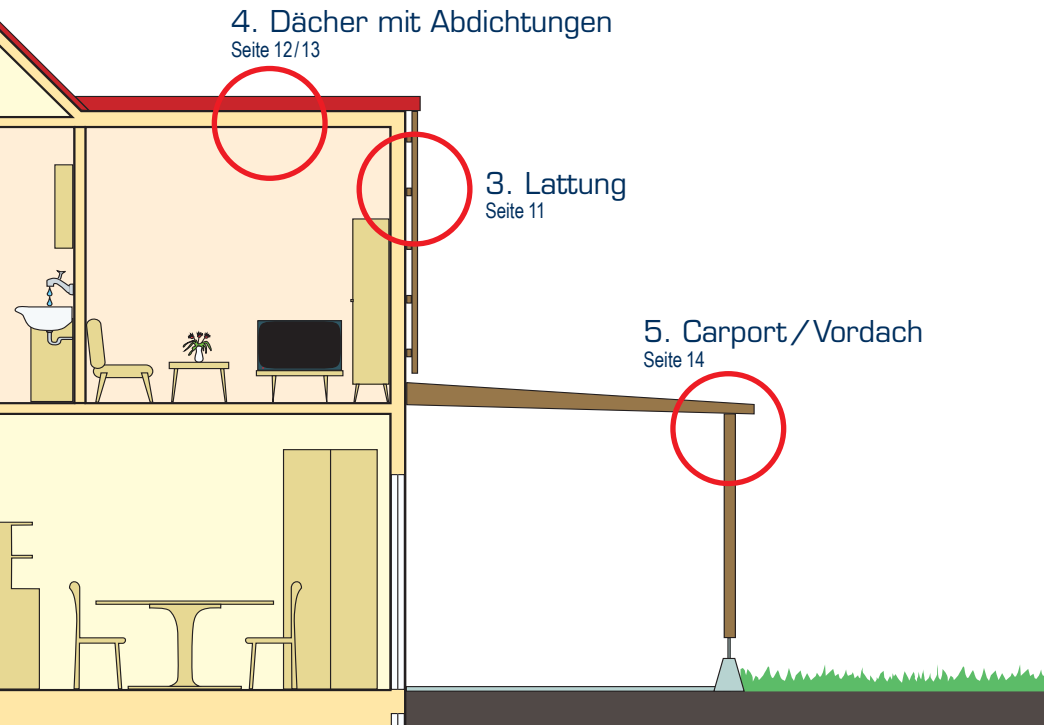 4. Dächer mit Abdichtungen
Seite 12/13
3. Lattung
Seite 11
5. Carport/Vordach
Seite 14